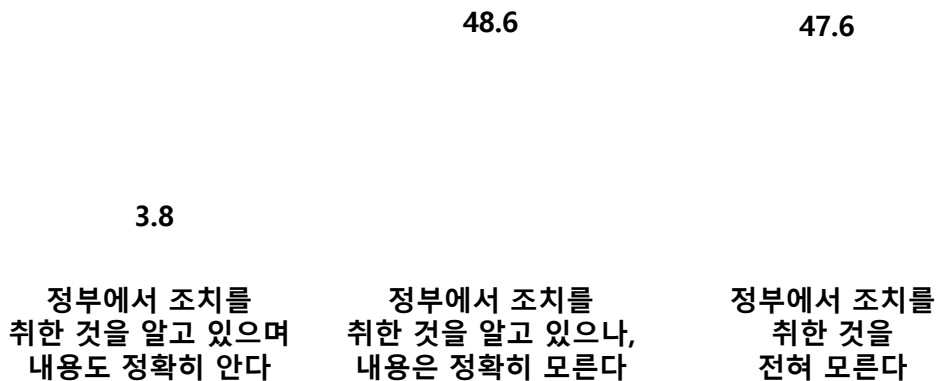 48.6
47.6
3.8
정부에서 조치를
취한 것을 알고 있으며
내용도 정확히 안다
정부에서 조치를
취한 것을 알고 있으나,
내용은 정확히 모른다
정부에서 조치를
취한 것을
전혀 모른다